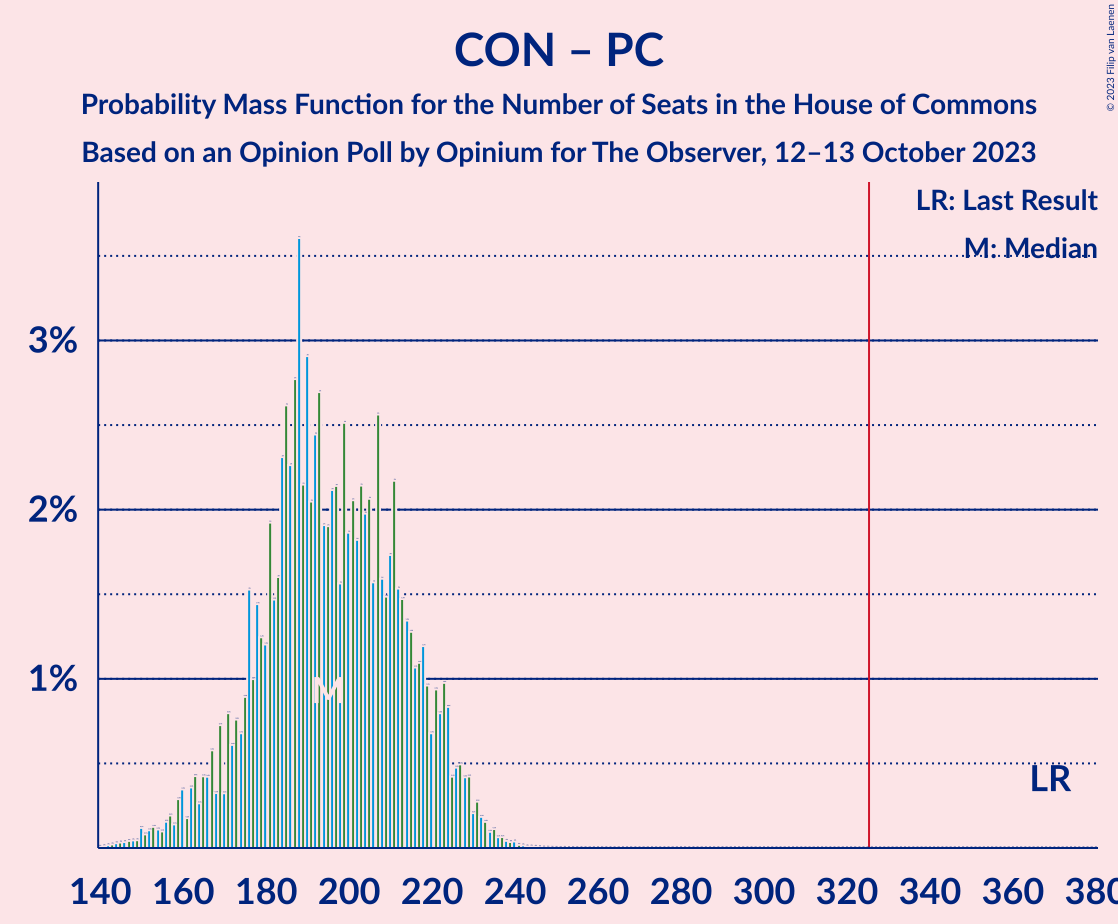 CON – PC
Probability Mass Function for the Number of Seats in the House of Commons
Based on an Opinion Poll by Opinium for The Observer, 12–13 October 2023
© 2023 Filip van Laenen
LR: Last Result
M: Median
3%
2%
1%
M
LR
140 160 180 200 220 240 260 280 300 320 340 360 380